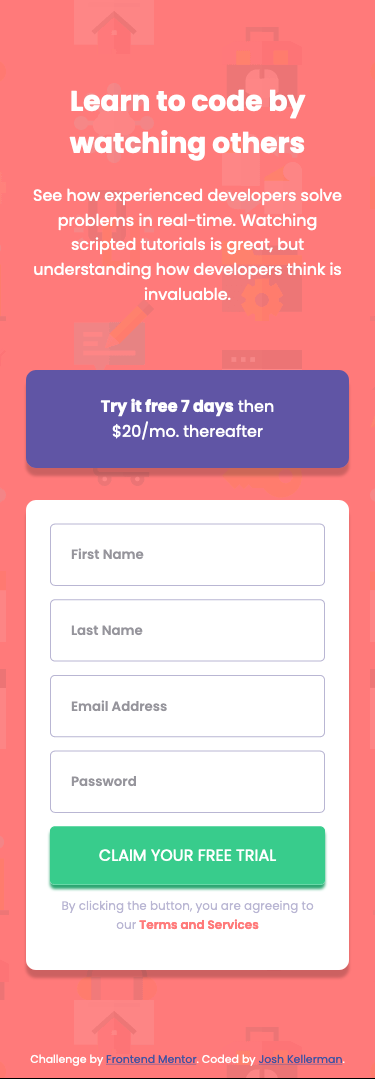 Learn to code by
watching others
See how experienced developers solve
problems in real-time. Watching
scripted tutorials is great, but
understanding how developers think is
invaluable.
Try it free 7 days then
$20/mo. thereafter
First Name
Last Name
Email Address
Password
CLAIM YOUR FREE TRIAL
By clicking the button, you are agreeing to
our Terms and Services
Challenge by Frontend Mentor. Coded by Josh Kellerman.